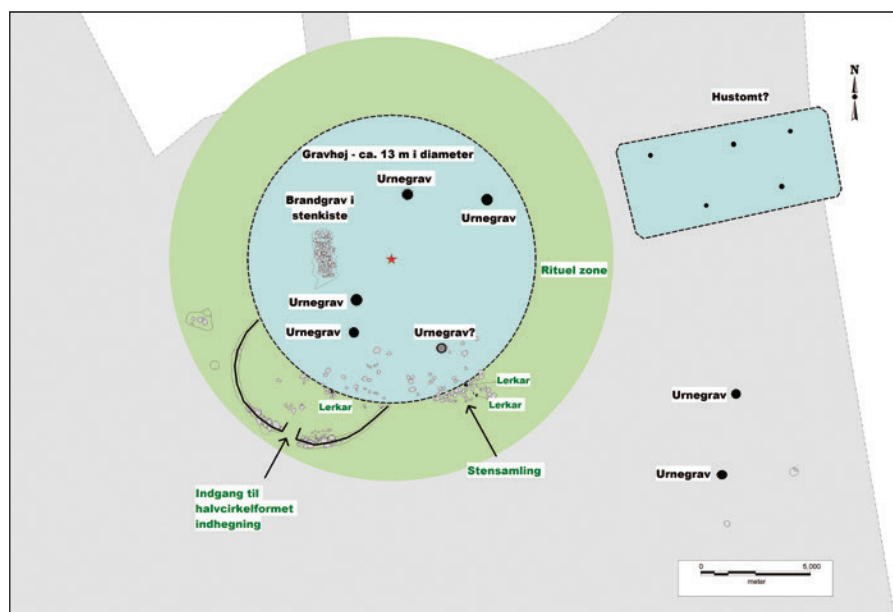 N
Hustomt?
Gravhøj - ca. 13 m i diameter
Urnegrav
Urnegrav
Brandgrav i
stenkiste
Rituel zone
Urnegrav
Urnegrav
Urnegrav?
Lerkar
Lerkar
Lerkar
Urnegrav
Urnegrav
Stensamling
Indgang til
halvcirkelformet
indhegning
0 5,000
meter